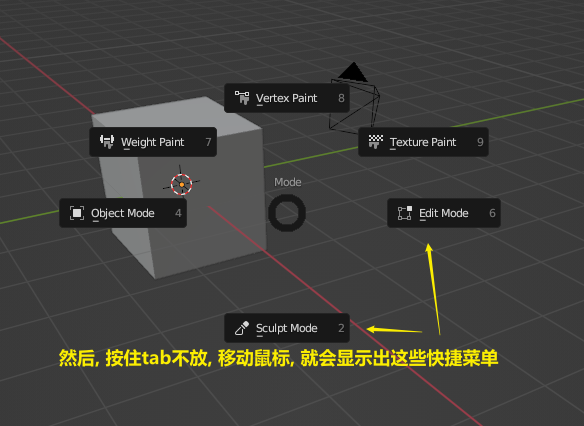 Vertex Paint 8
Weight Paint 7
Texture Paint 9
Mode
Object Mode 4
Edit Mode 6
Sculpt Mode 2
然后, 按住tab不放, 移动鼠标, 就会显示出这些快捷菜单